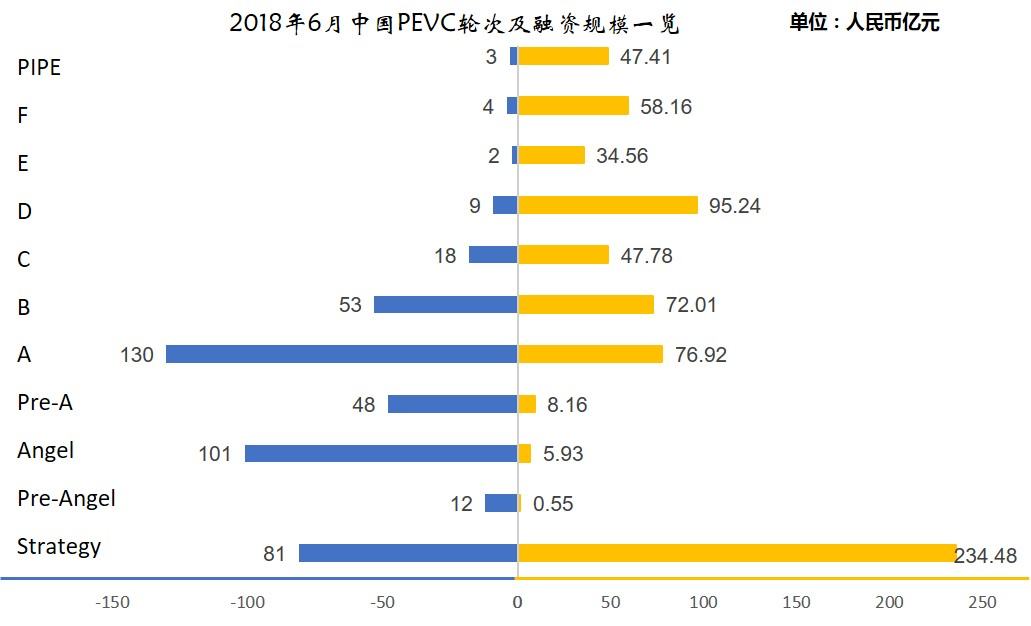 2018年6月中国PEVC轮次及融资规模一览 单位：人民币亿元
PIPE 3 47.41
F 4 58.16
E 2 34.56
D 9 95.24
C 18 47.78
B 53 72.01
A 130 76.92
Pre-A 48 8.16
Angel 101 5.93
Pre-Angel 12 0.55
Strategy 81 234.48
-150 -100 -50 0 50 100 150 200 250